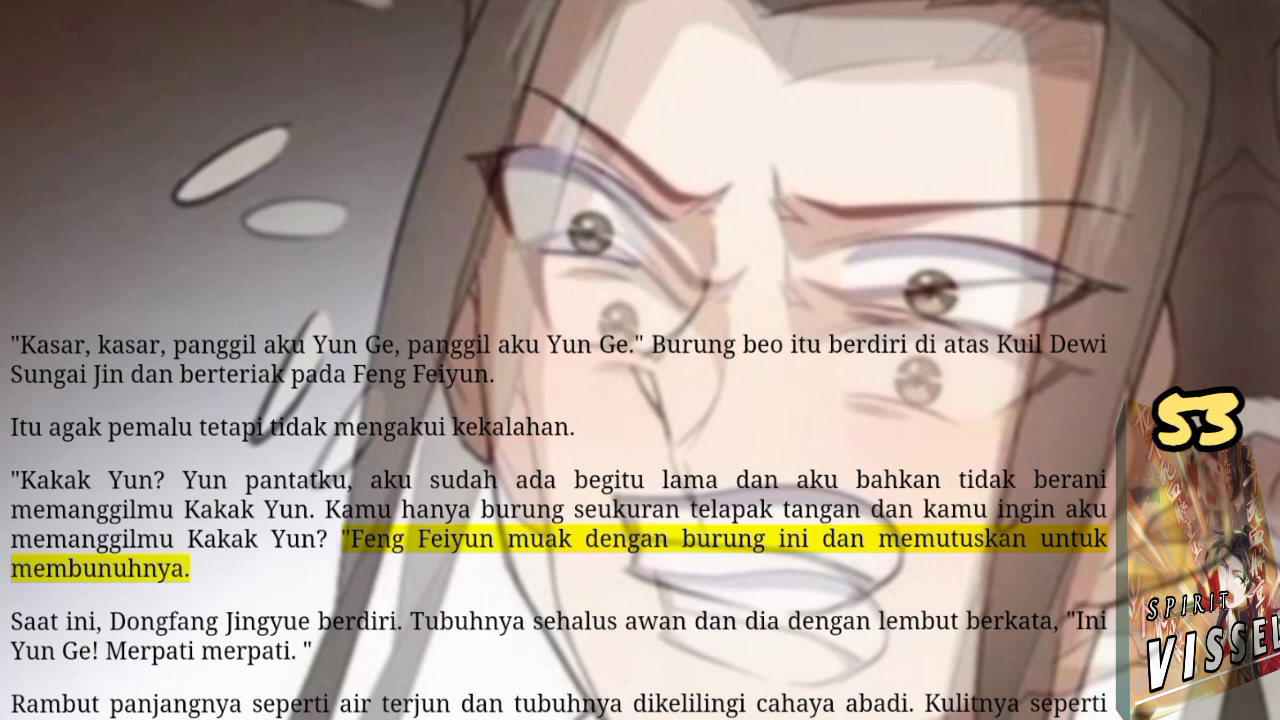 "Kasar, kasar, panggil aku Yun Ge, panggil aku Yun Ge." Burung beo itu berdiri di atas Kuil Dewi
Sungai Jin dan berteriak pada Feng Feiyun.
Itu agak pemalu tetapi tidak mengakui kekalahan.
"Kakak Yun? Yun pantatku, aku sudah ada begitu lama dan aku bahkan tidak berani
memanggilmu Kakak Yun. Kamu hanya burung seukuran telapak tangan dan kamu ingin aku
memanggilmu Kakak Yun? "Feng Feiyun muak dengan burung ini dan memutuskan untuk
membunuhnya.
Saat ini, Dongfang Jingyue berdiri. Tubuhnya sehalus awan dan dia dengan lembut berkata, "Ini
Yun Ge! Merpati merpati. "
Rambut panjangnya seperti air terjun dan tubuhnya dikelilingi cahaya abadi. Kulitnya seperti
53
SPIRIT
VISSEL